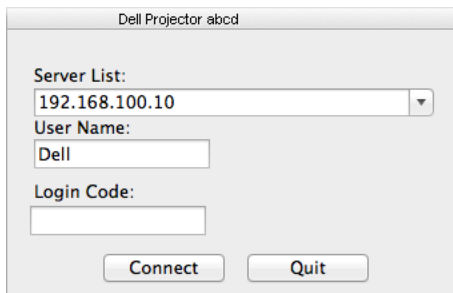 Dell Projector abcd
Server List:
192.168.100.10
User Name:
Dell
Login Code:
Connect Quit